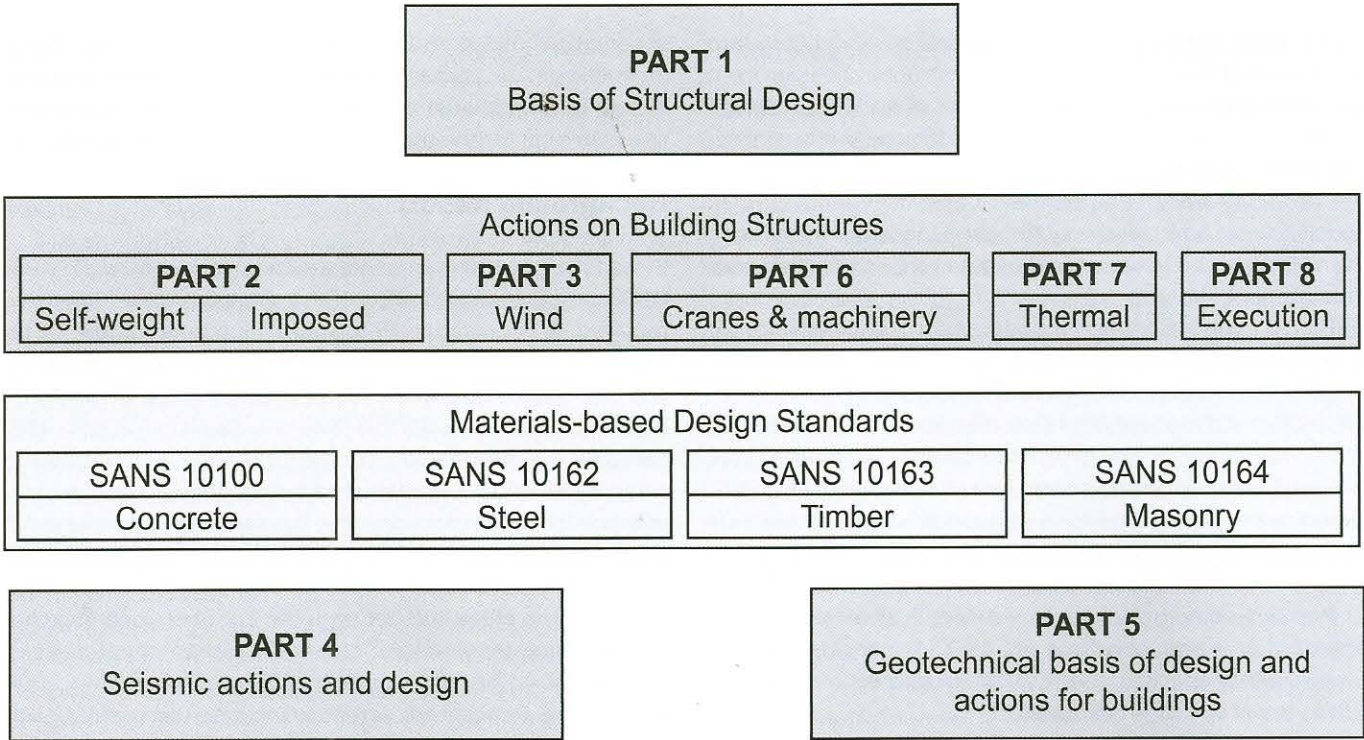 PART 1
Basis of Structural Design
Actions on Building Structures
PART 2
Self-weight
Imposed
PART 3
Wind
PART 6
Cranes & machinery
PART 7
Thermal
PART 8
Execution
Materials-based Design Standards
SANS 10100
Concrete
SANS 10162
Steel
SANS 10163
Timber
SANS 10164
Masonry
PART 4
Seismic actions and design
PART 5
Geotechnical basis of design and
actions for buildings